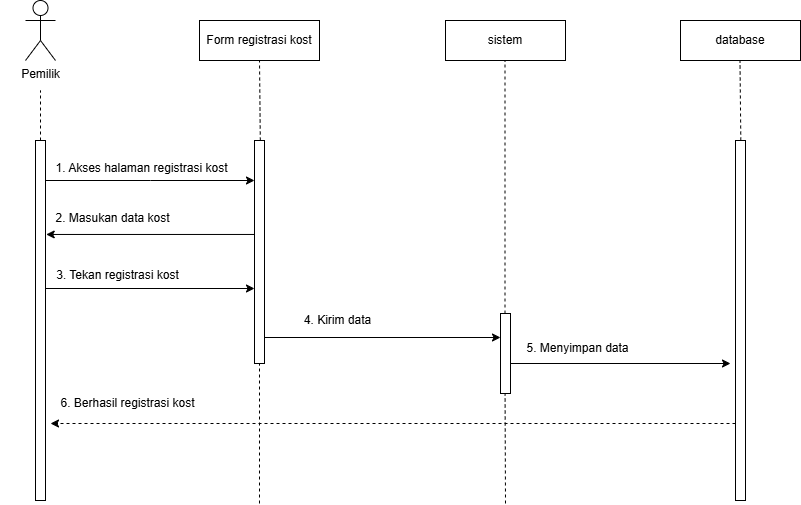 Pemilik
Form registrasi kost
sistem
database
1. Akses halaman registrasi kost
2. Masukan data kost
3. Tekan registrasi kost
4. Kirim data
5. Menyimpan data
6. Berhasil registrasi kost